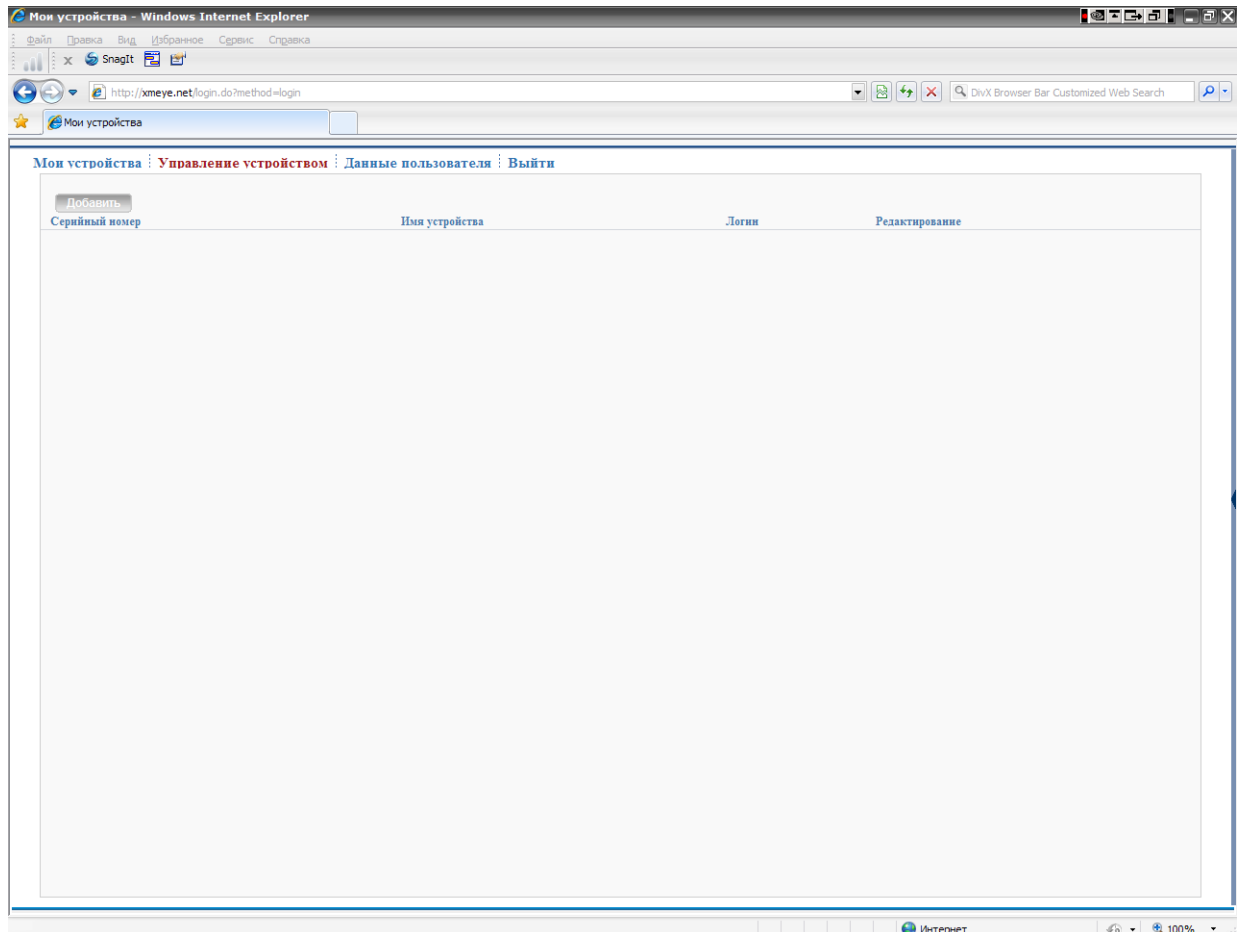 Мои устройства - Windows Internet Explorer
Файл Правка Вид Избранное Сервис Справка
x SnagIt
http://xmeye.net/login.do?method=login DivX Browser Bar Customized Web Search
Мои устройства
Мои устройства Управление устройством Данные пользователя Выйти
Добавить
Серийный номер Имя устройства Логин Редактирование
Интернет 100%